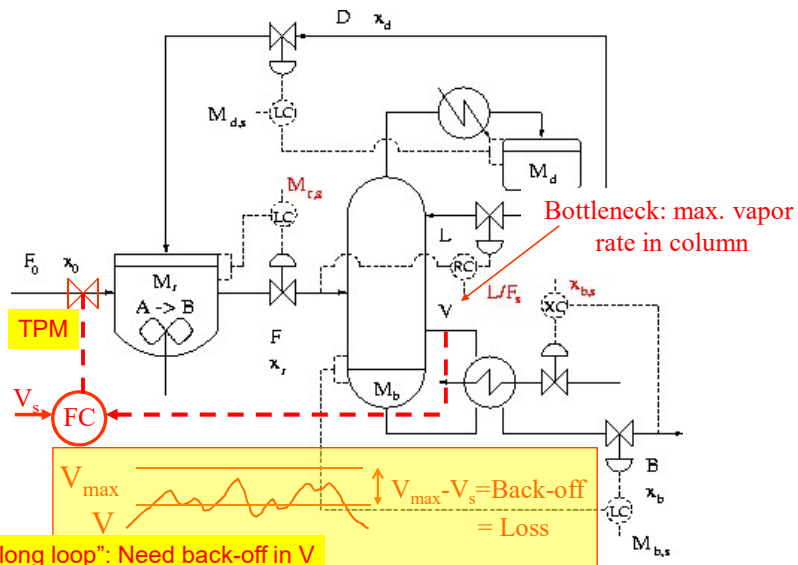 D x_d
M_d,s
LC
M_d
M_r,s
LC
Bottleneck: max. vapor
rate in column
L
F_0 x_0
M_r
RC
A -> B
L/F_s
x_b,s
V
XC
TPM
F
x_r
M_b
V_s
FC
V_max
V_max-V_s=Back-off
B
V
= Loss
x_b
LC
M_b,s
long loop”: Need back-off in V